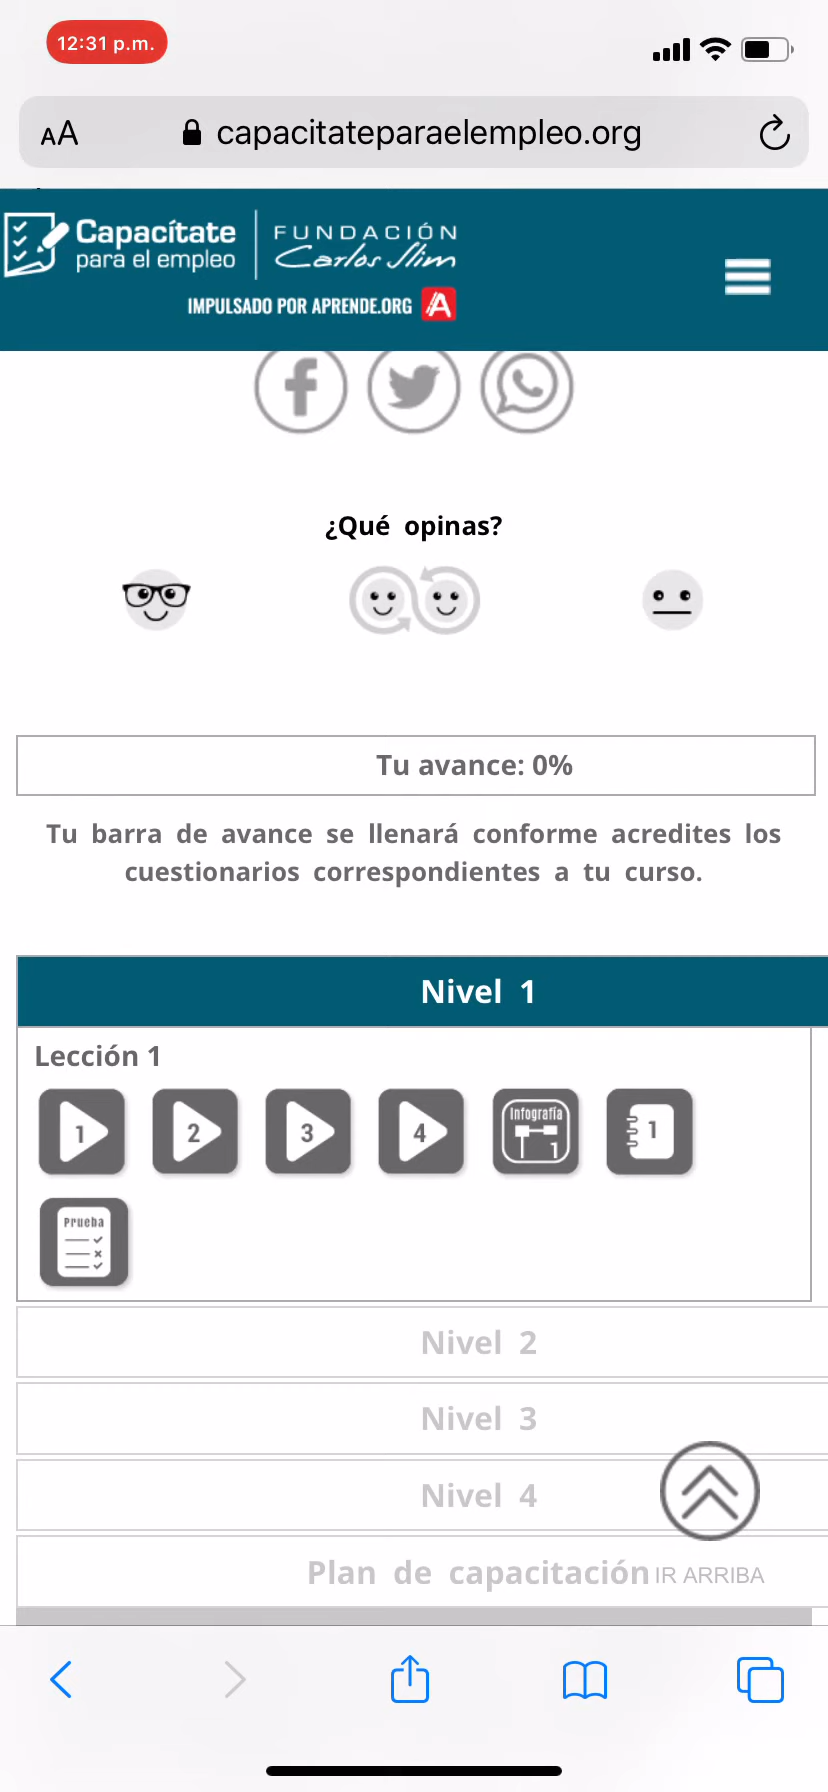 12:31 p.m.
AA capacitateparaelempleo.org
Capacítate
para el empleo
FUNDACIÓN
Carlos Slim
IMPULSADO POR APRENDE.ORG A
¿Qué opinas?
Tu avance: 0%
Tu barra de avance se llenará conforme acredites los
cuestionarios correspondientes a tu curso.
Nivel 1
Lección 1
1 2 3 4 Infografía 1 1
Prueba
Nivel 2
Nivel 3
Nivel 4
Plan de capacitación IR ARRIBA